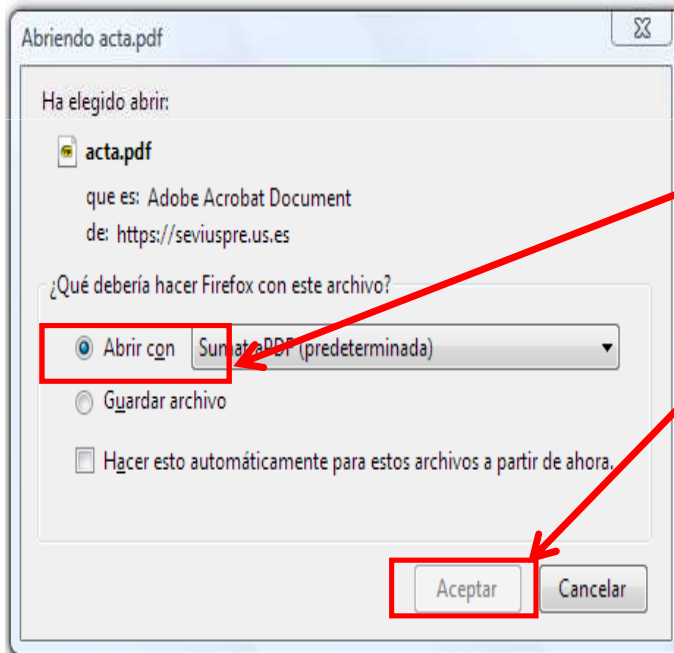 Abriendo acta.pdf
Ha elegido abrir:
acta.pdf
que es: Adobe Acrobat Document
de: https://seviuspre.us.es
¿Qué debería hacer Firefox con este archivo?
Abrir con SumatraPDF (predeterminada)
Guardar archivo
Hacer esto automáticamente para estos archivos a partir de ahora.
Aceptar Cancelar